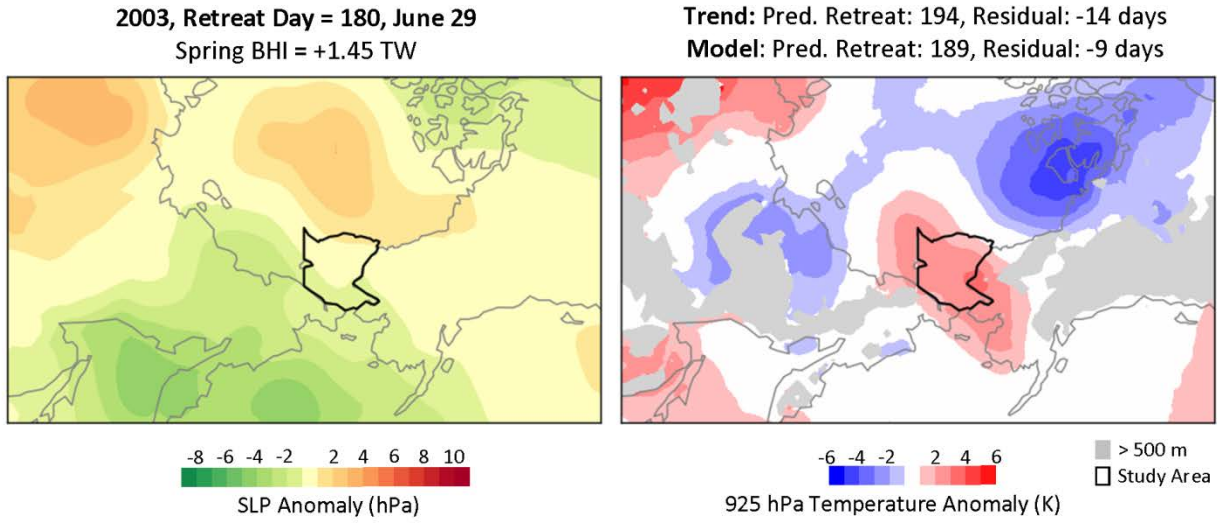 2003, Retreat Day = 180, June 29
Spring BHI = +1.45 TW
Trend: Pred. Retreat: 194, Residual: -14 days
Model: Pred. Retreat: 189, Residual: -9 days
-8 -6 -4 -2 2 4 6 8 10
SLP Anomaly (hPa)
-6 -4 -2 2 4 6
925 hPa Temperature Anomaly (K)
> 500 m
Study Area